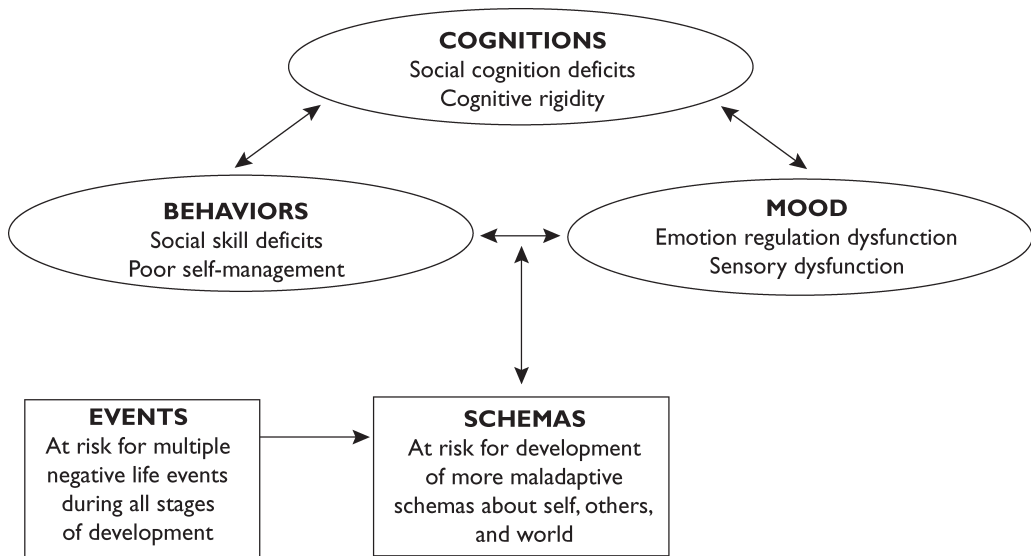 COGNITIONS
Social cognition deficits
Cognitive rigidity
BEHAVIORS
Social skill deficits
Poor self-management
MOOD
Emotion regulation dysfunction
Sensory dysfunction
EVENTS
At risk for multiple
negative life events
during all stages
of development
SCHEMAS
At risk for development
of more maladaptive
schemas about self, others,
and world